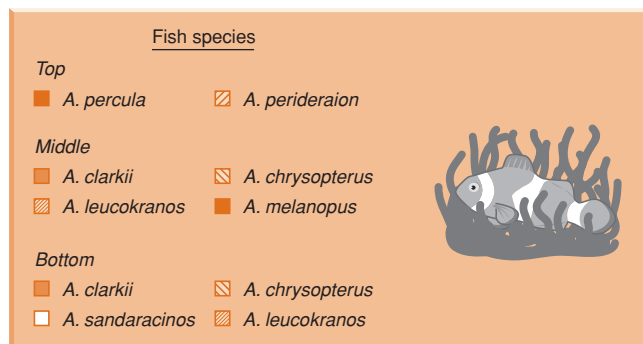 Fish species
Top
A. percula A. perideraion
Middle
A. clarkii A. chrysopterus
A. leucokranos A. melanopus
Bottom
A. clarkii A. chrysopterus
A. sandaracinos A. leucokranos